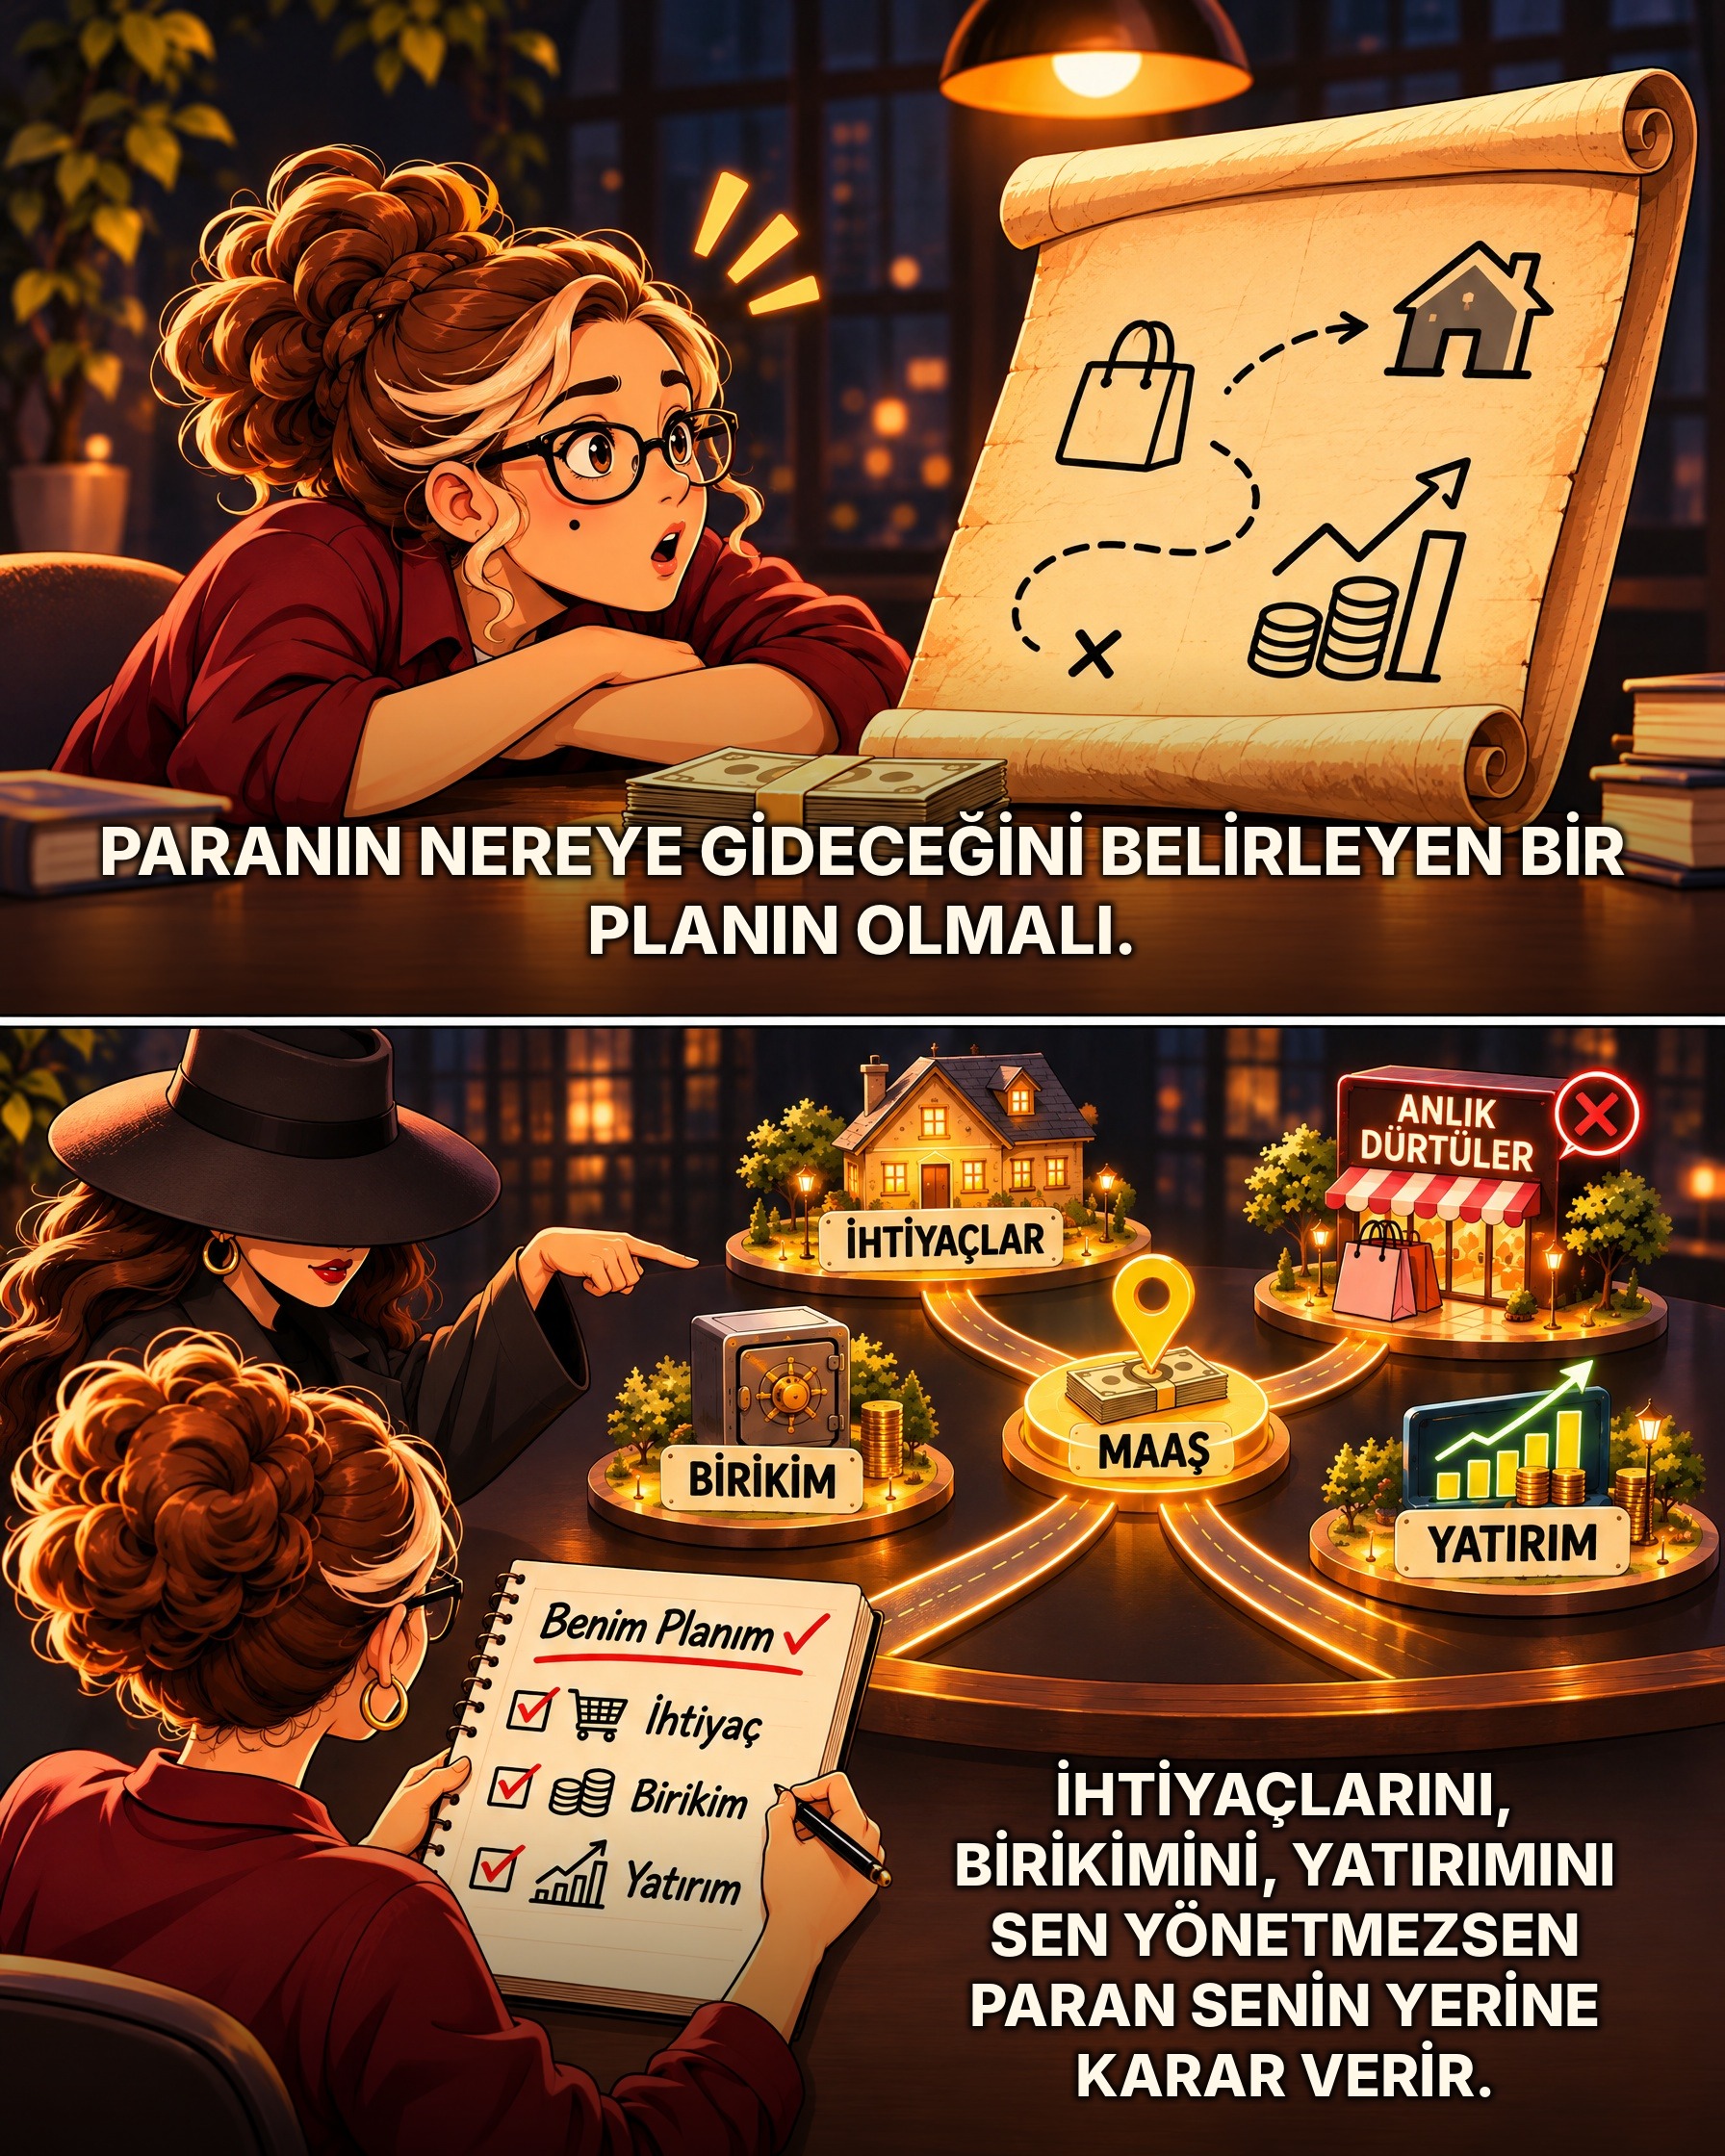 PARANIN NEREYE GİDECEĞİNİ BELİRLEYEN BİR
PLANIN OLMALI.
İHTİYAÇLAR
ANLIK
DÜRTÜLER
BİRİKİM
MAAŞ
YATIRIM
Benim Planım
İhtiyaç
Birikim
Yatırım
İHTİYAÇLARINI,
BİRİKİMİNİ, YATIRIMINI
SEN YÖNETMEZSEN
PARAN SENİN YERİNE
KARAR VERİR.